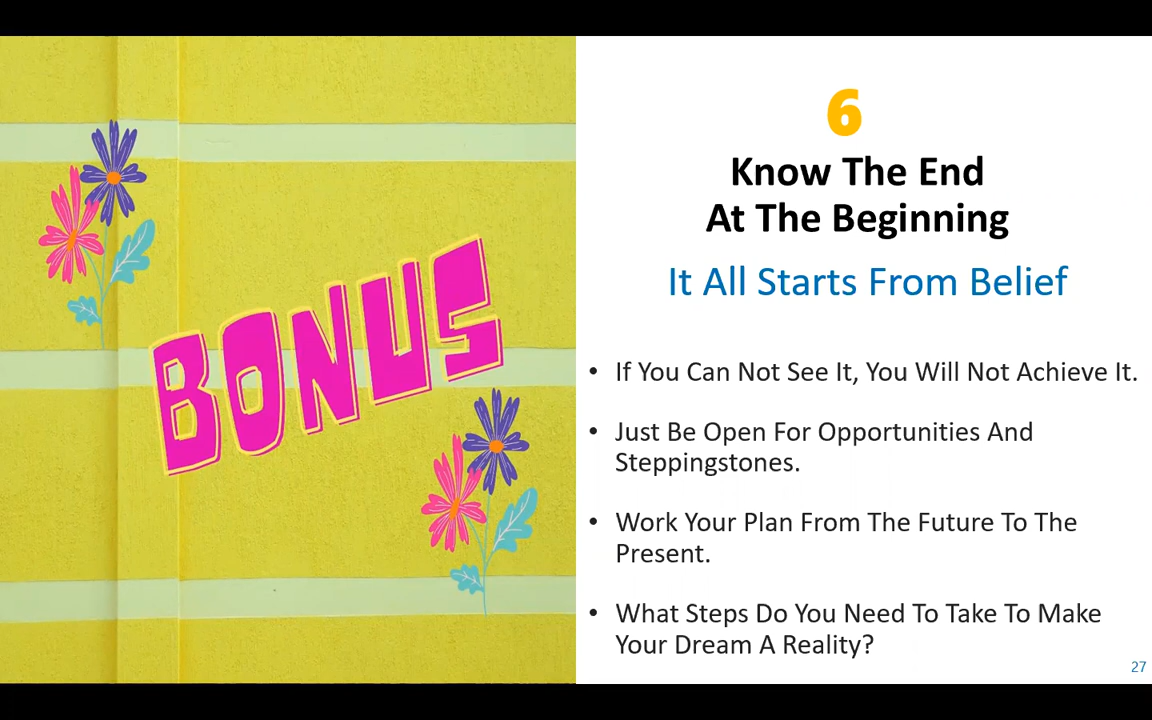 BONUS
6
Know The End
At The Beginning
It All Starts From Belief
• If You Can Not See It, You Will Not Achieve It.
• Just Be Open For Opportunities And
Steppingstones.
• Work Your Plan From The Future To The
Present.
• What Steps Do You Need To Take To Make
Your Dream A Reality?
27